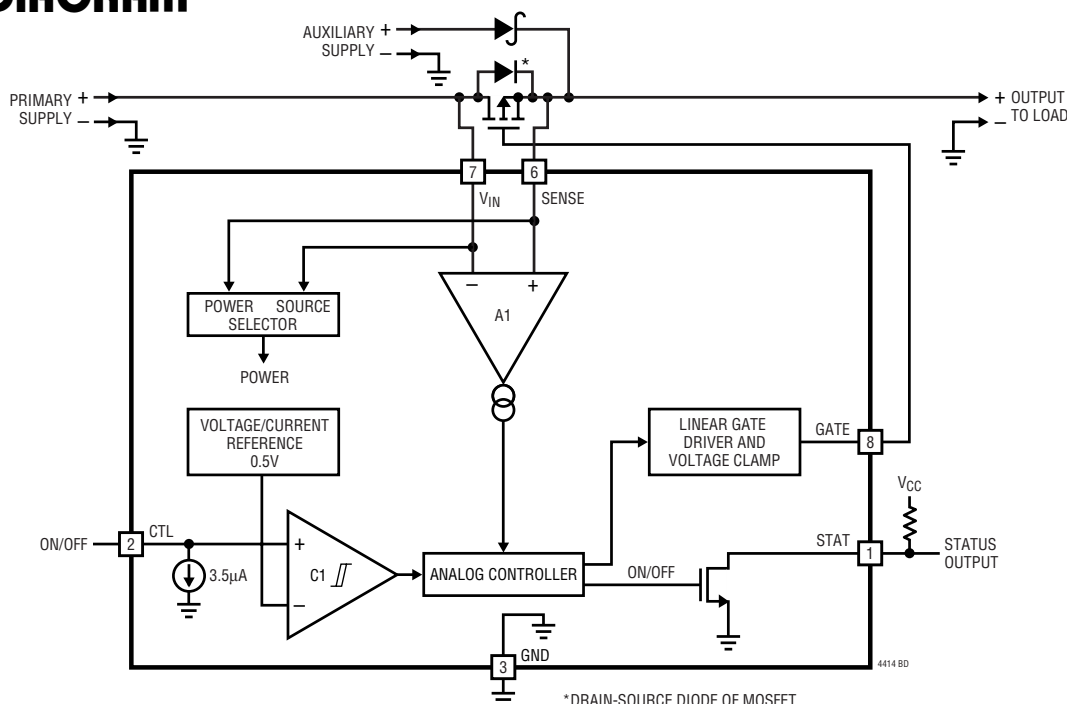 AUXILIARY +
SUPPLY –
*
PRIMARY +
SUPPLY –
+ OUTPUT
– TO LOAD
7
6
VIN
SENSE
–
+
A1
POWER SOURCE
SELECTOR
POWER
VOLTAGE/CURRENT
REFERENCE
0.5V
LINEAR GATE
DRIVER AND
VOLTAGE CLAMP
GATE
8
VCC
ON/OFF
2
CTL
+
–
C1
3.5µA
ANALOG CONTROLLER
ON/OFF
STAT
1
STATUS
OUTPUT
3
GND
4414 BD
*DRAIN-SOURCE DIODE OF MOSFET